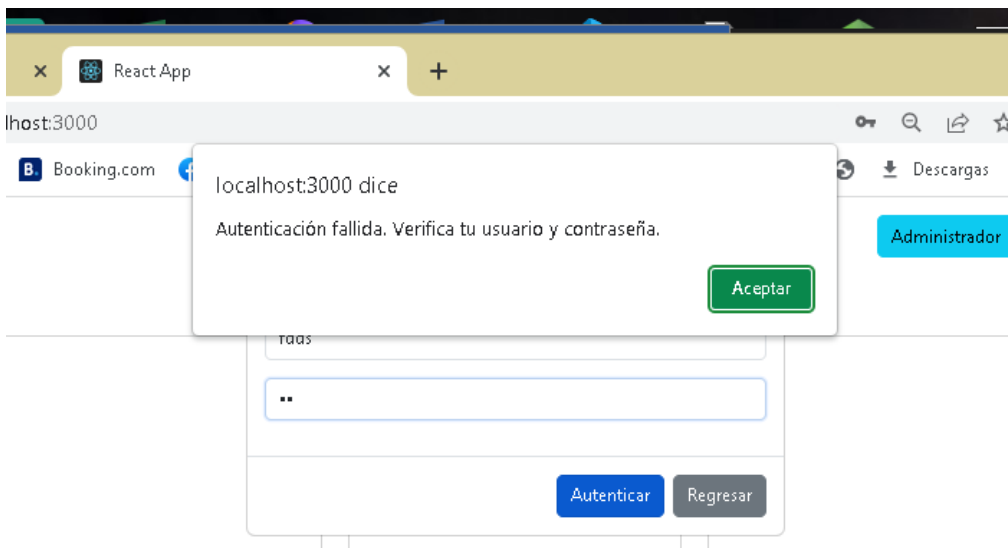 React App
lhost:3000
B. Booking.com
Descargas
localhost:3000 dice
Autenticación fallida. Verifica tu usuario y contraseña.
Administrador
Aceptar
Autenticar
Regresar